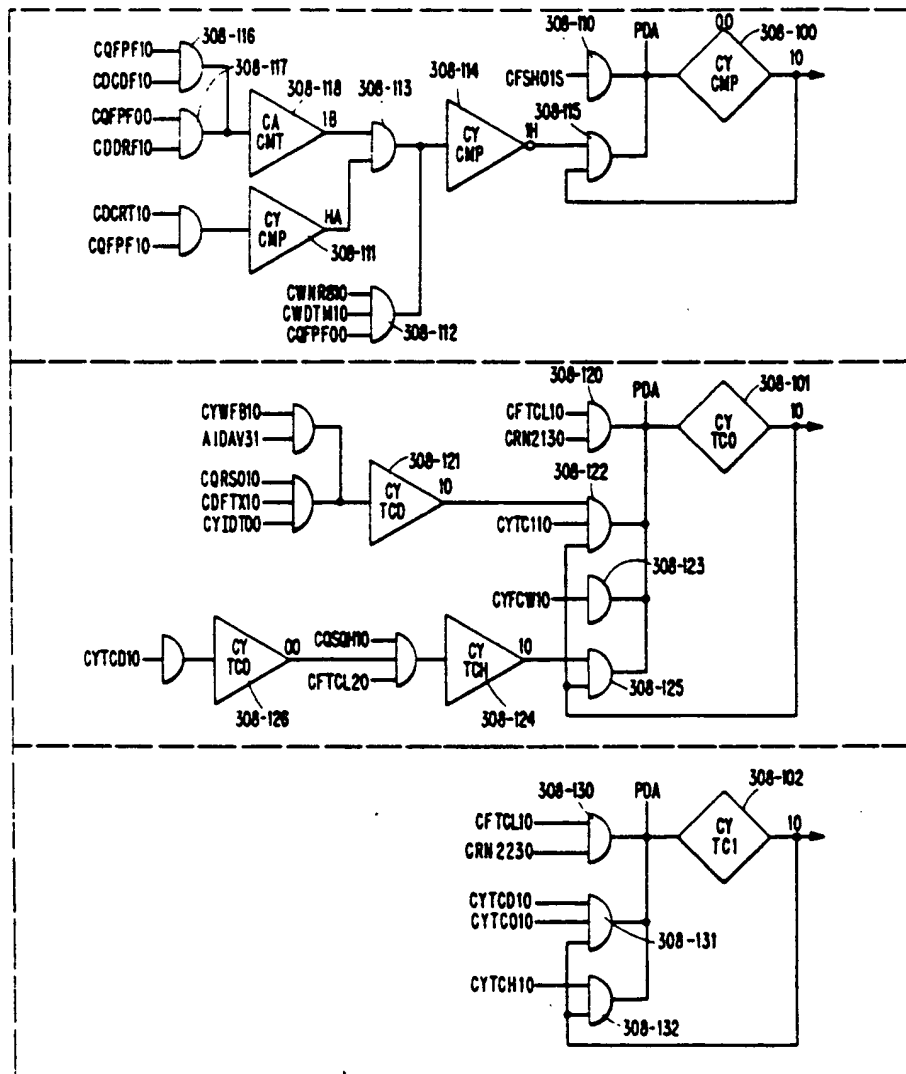 308-116
CQFPF10
CDCDF10
308-117
CQFPF00
CDDRF10
308-118
CA
CMT
1B
308-113
308-114
CY
CMP
1H
308-110
PDA
CFSH01S
308-115
00
308-100
CY
CMP
10
CDCRT10
CQFPF10
CY
CMP
HA
308-111
CWNR810
CWDTM10
CQFPF00
308-112
308-120
PDA
308-101
CFTCL10
CRN2130
CY
TC0
10
CYWFB10
AIDAV31
CQRS010
CDFTX10
CYIDT00
308-121
CY
TCD
10
308-122
CYTC110
308-123
CYFCW10
CYTCD10
CY
TCD
00
308-126
CQSQH10
CFTCL20
CY
TCH
10
308-124
308-125
308-130
PDA
308-102
CFTCL10
CRN2230
CY
TC1
10
CYTCD10
CYTC010
308-131
CYTCH10
308-132